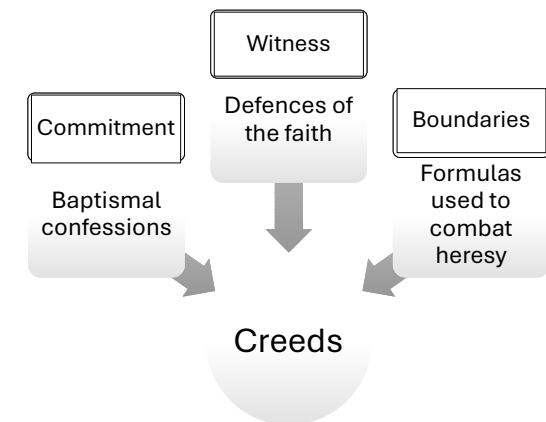 Witness
Defences of
the faith
Commitment
Baptismal
confessions
Boundaries
Formulas
used to
combat
heresy
Creeds